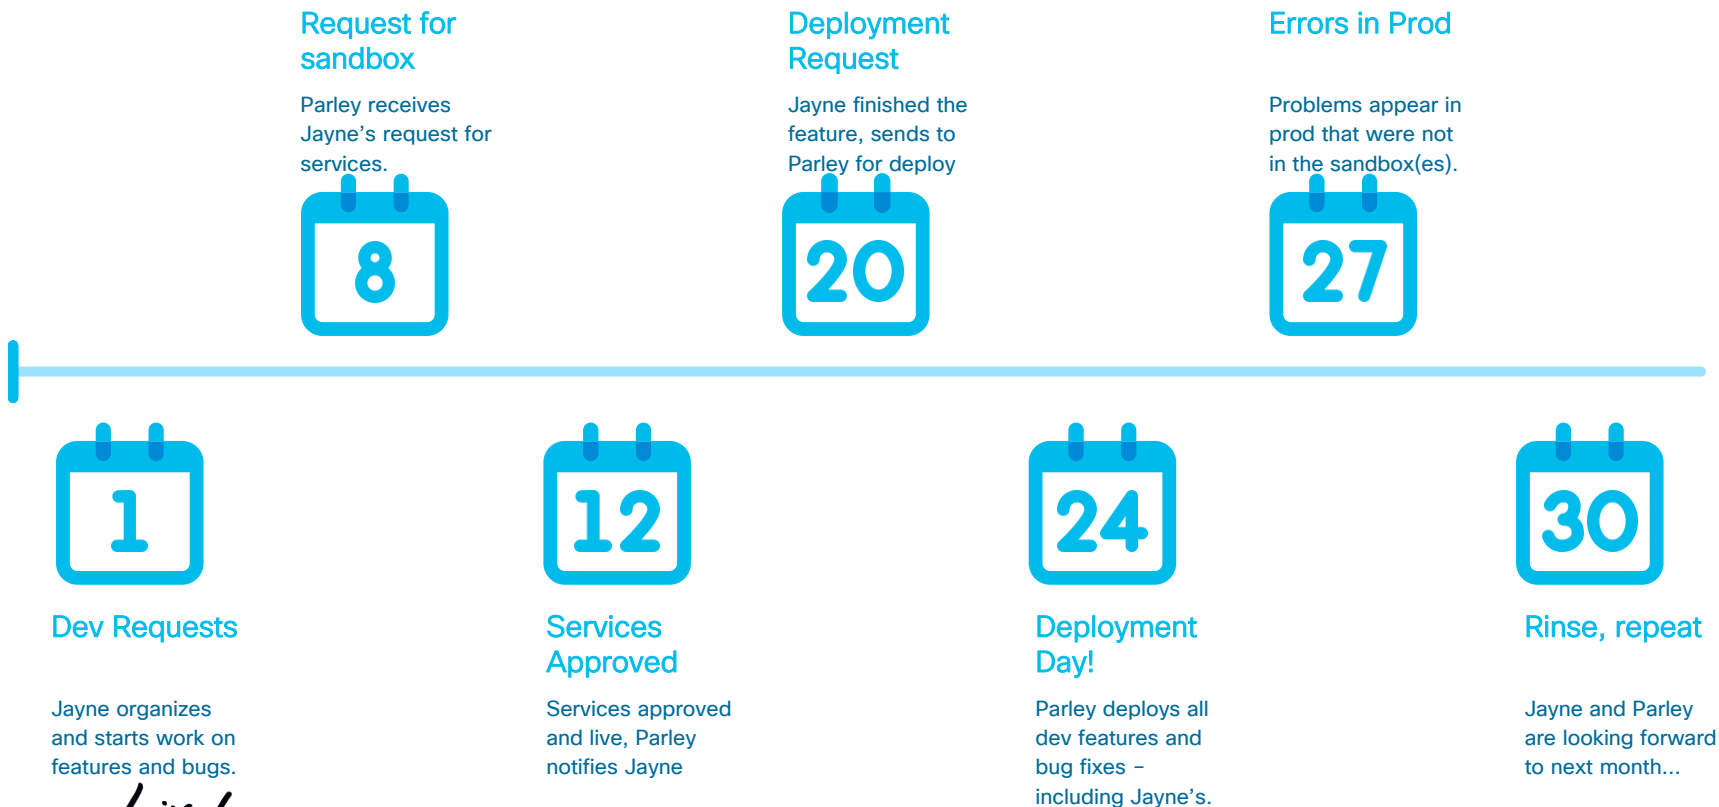 Request for
sandbox
Parley receives
Jayne's request for
services.
8
Deployment
Request
Jayne finished the
feature, sends to
Parley for deploy
20
Errors in Prod
Problems appear in
prod that were not
in the sandbox(es).
27
1
Dev Requests
Jayne organizes
and starts work on
features and bugs.
12
Services
Approved
Services approved
and live, Parley
notifies Jayne
24
Deployment
Day!
Parley deploys all
dev features and
bug fixes –
including Jayne's.
30
Rinse, repeat
Jayne and Parley
are looking forward
to next month...